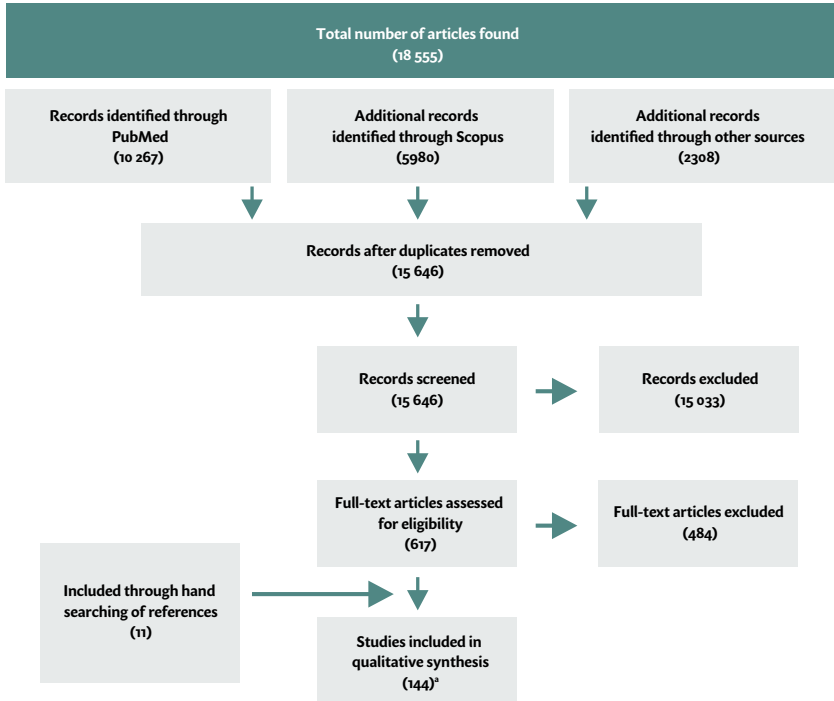 Total number of articles found
(18 555)
Records identified through
PubMed
(10 267)
Additional records
identified through Scopus
(5980)
Additional records
identified through other sources
(2308)
Records after duplicates removed
(15 646)
Records screened
(15 646)
Records excluded
(15 033)
Full-text articles assessed
for eligibility
(617)
Full-text articles excluded
(484)
Included through hand
searching of references
(11)
Studies included in
qualitative synthesis
(144)ᵃ